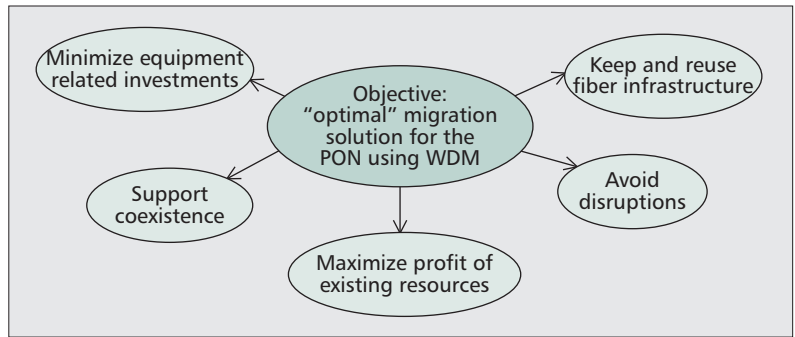 Minimize equipment
related investments
Objective:
“optimal” migration
solution for the
PON using WDM
Keep and reuse
fiber infrastructure
Support
coexistence
Avoid
disruptions
Maximize profit of
existing resources